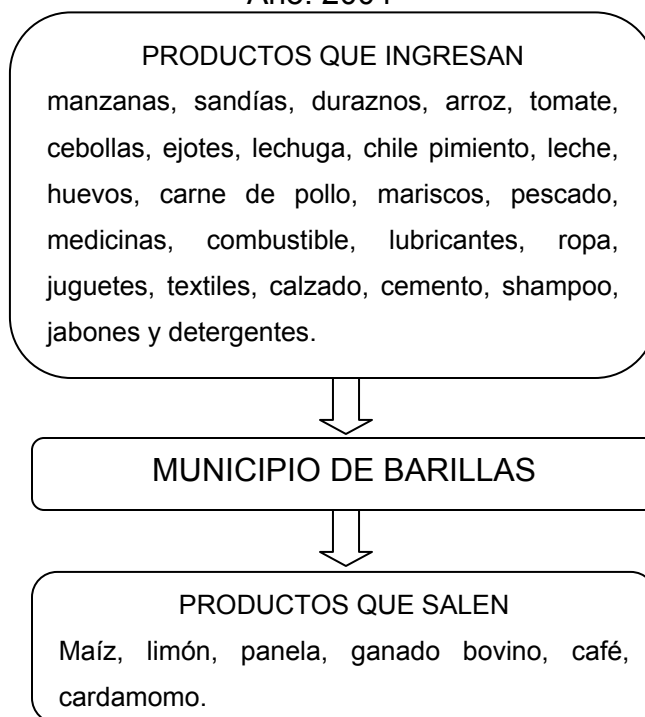 PRODUCTOS QUE INGRESAN
manzanas, sandías, duraznos, arroz, tomate,
cebollas, ejotes, lechuga, chile pimiento, leche,
huevos, carne de pollo, mariscos, pescado,
medicinas, combustible, lubricantes, ropa,
juguetes, textiles, calzado, cemento, shampoo,
jabones y detergentes.
MUNICIPIO DE BARILLAS
PRODUCTOS QUE SALEN
Maíz, limón, panela, ganado bovino, café,
cardamomo.